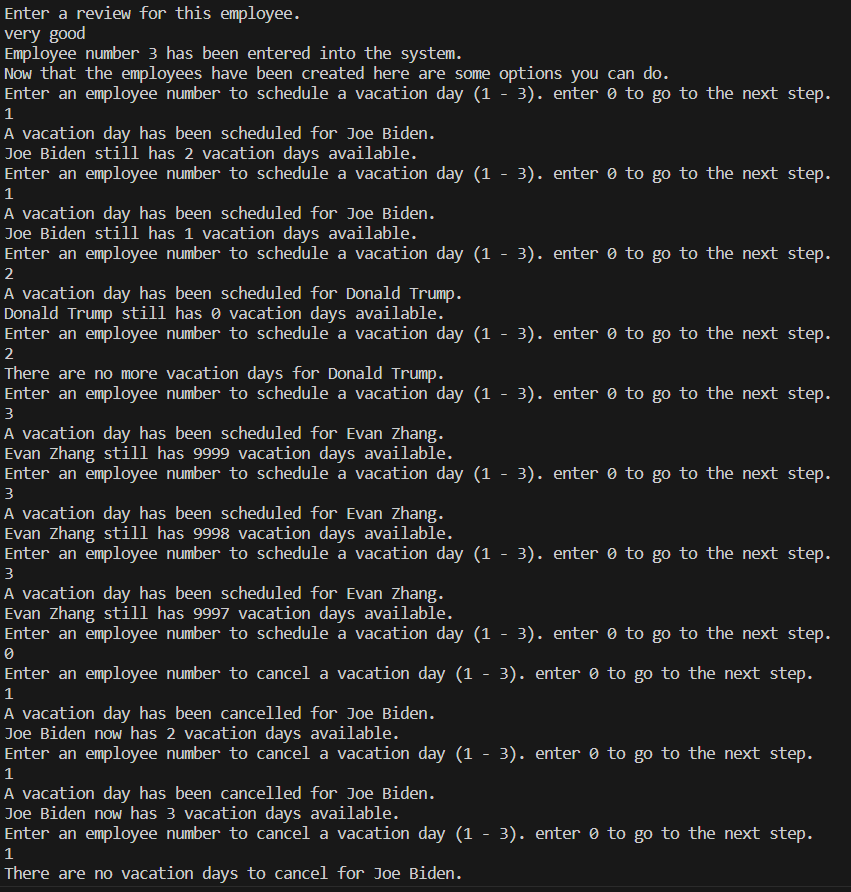 Enter a review for this employee.
very good
Employee number 3 has been entered into the system.
Now that the employees have been created here are some options you can do.
Enter an employee number to schedule a vacation day (1 - 3). enter 0 to go to the next step.
1
A vacation day has been scheduled for Joe Biden.
Joe Biden still has 2 vacation days available.
Enter an employee number to schedule a vacation day (1 - 3). enter 0 to go to the next step.
1
A vacation day has been scheduled for Joe Biden.
Joe Biden still has 1 vacation days available.
Enter an employee number to schedule a vacation day (1 - 3). enter 0 to go to the next step.
2
A vacation day has been scheduled for Donald Trump.
Donald Trump still has 0 vacation days available.
Enter an employee number to schedule a vacation day (1 - 3). enter 0 to go to the next step.
2
There are no more vacation days for Donald Trump.
Enter an employee number to schedule a vacation day (1 - 3). enter 0 to go to the next step.
3
A vacation day has been scheduled for Evan Zhang.
Evan Zhang still has 9999 vacation days available.
Enter an employee number to schedule a vacation day (1 - 3). enter 0 to go to the next step.
3
A vacation day has been scheduled for Evan Zhang.
Evan Zhang still has 9998 vacation days available.
Enter an employee number to schedule a vacation day (1 - 3). enter 0 to go to the next step.
3
A vacation day has been scheduled for Evan Zhang.
Evan Zhang still has 9997 vacation days available.
Enter an employee number to schedule a vacation day (1 - 3). enter 0 to go to the next step.
0
Enter an employee number to cancel a vacation day (1 - 3). enter 0 to go to the next step.
1
A vacation day has been cancelled for Joe Biden.
Joe Biden now has 2 vacation days available.
Enter an employee number to cancel a vacation day (1 - 3). enter 0 to go to the next step.
1
A vacation day has been cancelled for Joe Biden.
Joe Biden now has 3 vacation days available.
Enter an employee number to cancel a vacation day (1 - 3). enter 0 to go to the next step.
1
There are no vacation days to cancel for Joe Biden.